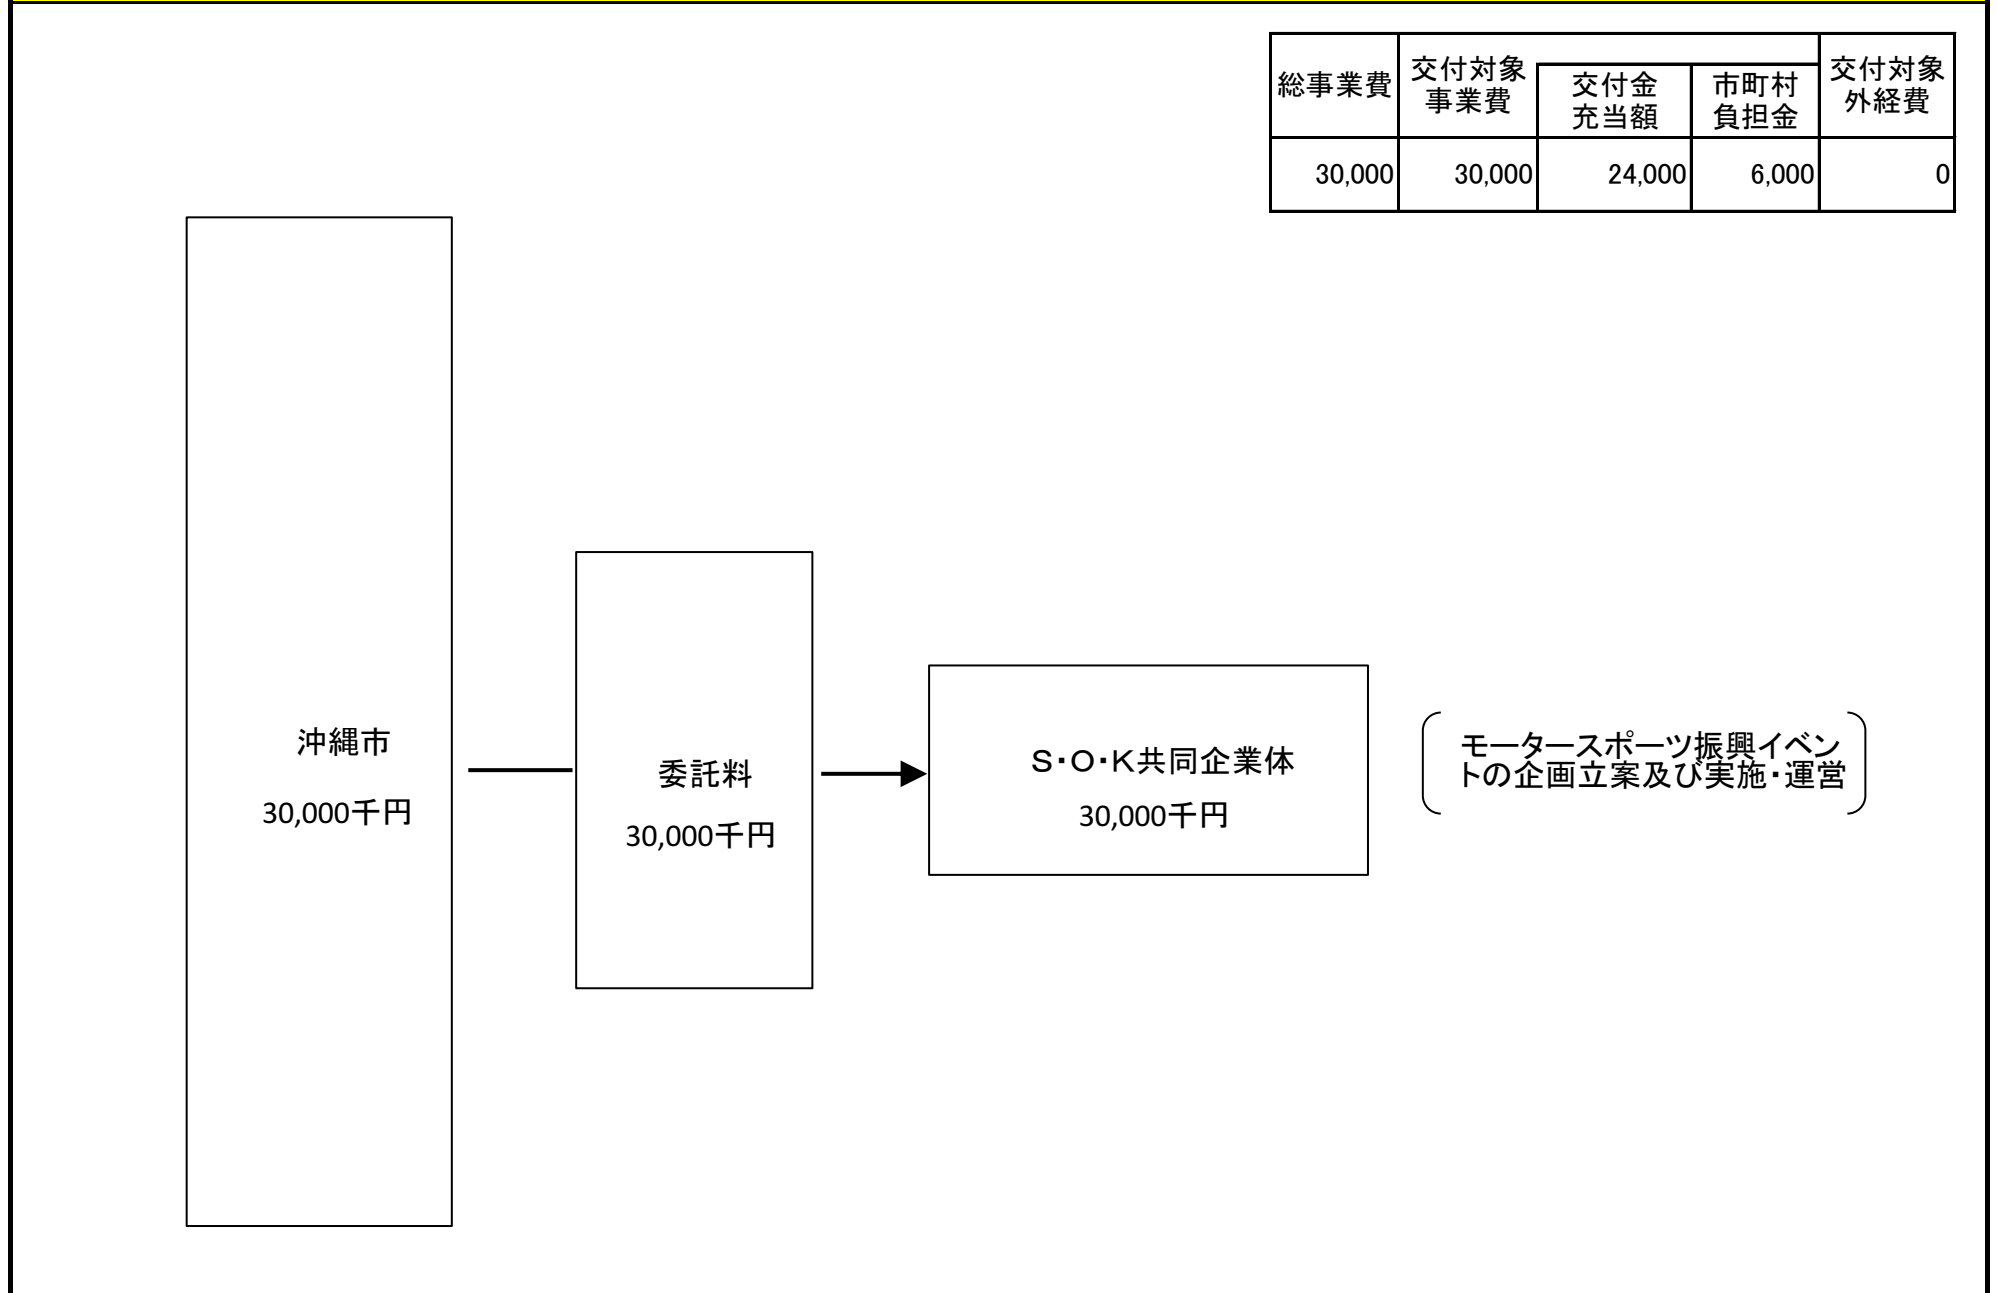 総事業費
交付対象
事業費
交付金
充当額
市町村
負担金
交付対象
外経費
30,000
30,000
24,000
6,000
0
沖縄市
30,000千円
委託料
30,000千円
S・O・K共同企業体
30,000千円
モータースポーツ振興イベン
トの企画立案及び実施・運営